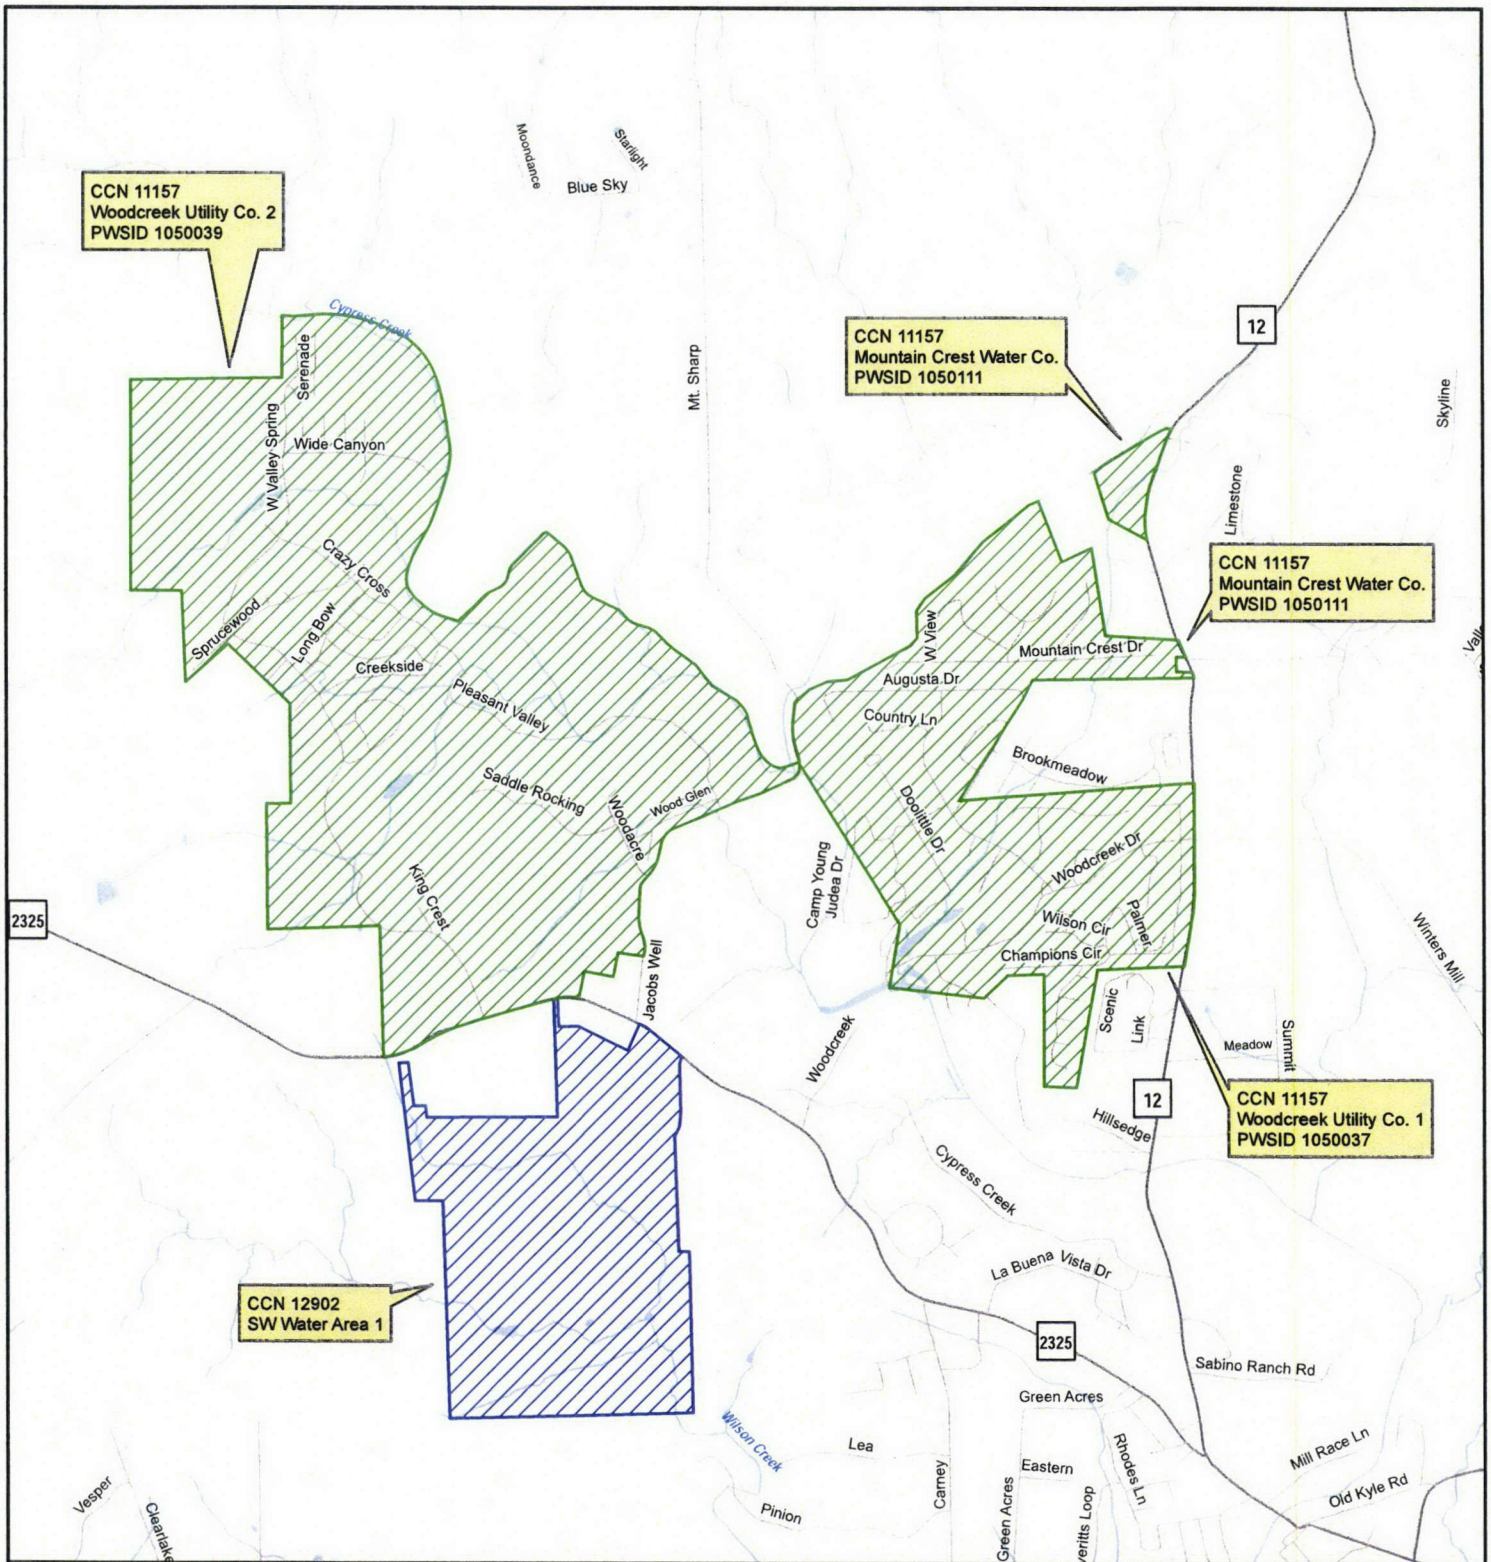 Moondance
Starlight
Blue Sky
CCN 11157
Woodcreek Utility Co. 2
PWSID 1050039
Cypress Creek
12
CCN 11157
Mountain Crest Water Co.
PWSID 1050111
Serenade
Mt. Sharp
Skyline
W Valley Spring
Wide Canyon
Limestone
CCN 11157
Mountain Crest Water Co.
PWSID 1050111
Crazy Cross
Sprucewood
Long Bow
Creekside
Pleasant Valley
W View
Mountain Crest Dr
Augusta Dr
Country Ln
Brookmeadow
Saddle Rocking
Woodacre
Wood Glen
Doolittle Dr
Camp Young
Judea Dr
Woodcreek Dr
King Crest
2325
Wilson Cir
Palmer
Champions Cir
Winters Mill
Jacobs Well
Scenic
Link
Woodcreek
Meadow
Summit
12
Hillsedge
CCN 11157
Woodcreek Utility Co. 1
PWSID 1050037
Cypress Creek
La Buena Vista Dr
CCN 12902
SW Water Area 1
2325
Sabino Ranch Rd
Green Acres
Wilson Creek
Lea
Carney
Eastern
Green Acres
Rhodes Ln
veritts Loop
Mill Race Ln
Old Kyle Rd
Pinion
Vesper
Clearlake